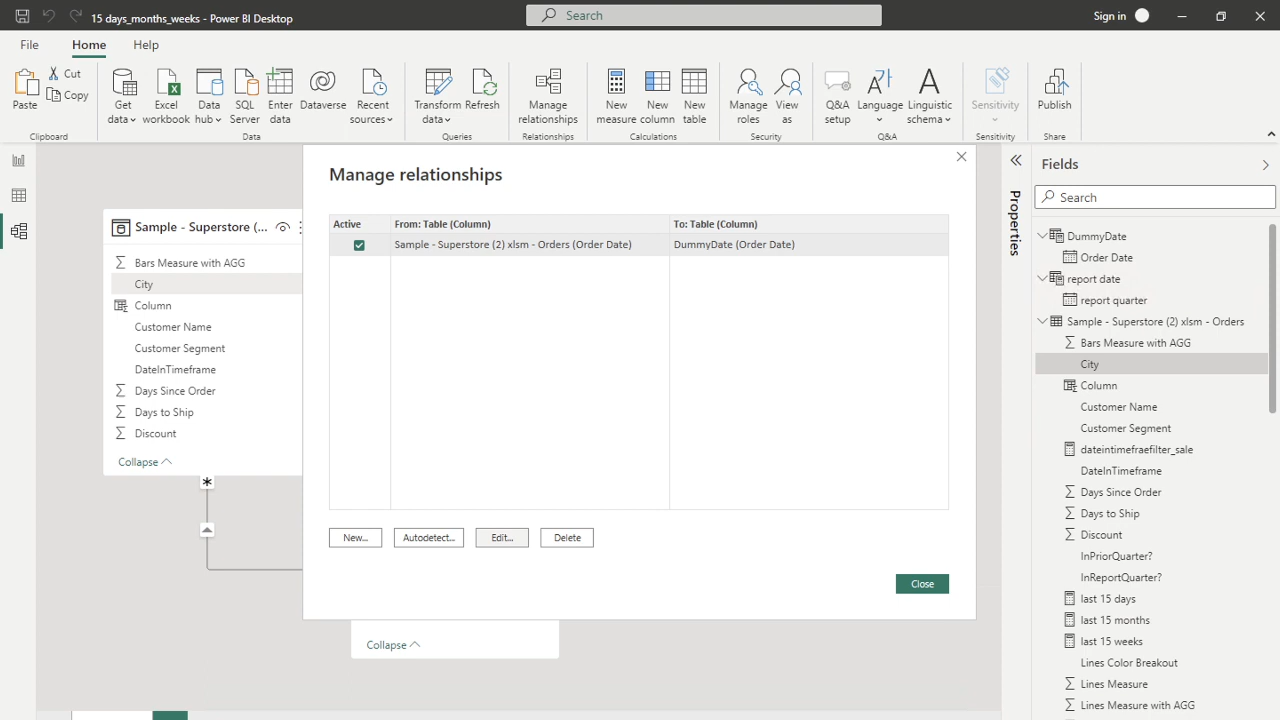 15 days_months_weeks - Power BI Desktop
Search
Sign in
File
Home
Help
Paste
Cut
Copy
Get data
Excel workbook
Data hub
SQL Server
Enter data
Dataverse
Recent sources
Transform data
Refresh
Manage relationships
New measure
New column
New table
Manage roles
View as
Q&A setup
Language
Linguistic schema
Sensitivity
Publish
Clipboard
Data
Queries
Relationships
Calculations
Security
Q&A
Sensitivity
Share
Sample - Superstore (...
Bars Measure with AGG
City
Column
Customer Name
Customer Segment
DateInTimeframe
Days Since Order
Days to Ship
Discount
Collapse
*
Manage relationships
Active
From: Table (Column)
To: Table (Column)
Sample - Superstore (2) xlsm - Orders (Order Date)
DummyDate (Order Date)
New...
Autodetect...
Edit...
Delete
Close
Collapse
Properties
Fields
Search
DummyDate
Order Date
report date
report quarter
Sample - Superstore (2) xlsm - Orders
Bars Measure with AGG
City
Column
Customer Name
Customer Segment
dateintimefraefilter_sale
DateInTimeframe
Days Since Order
Days to Ship
Discount
InPriorQuarter?
InReportQuarter?
last 15 days
last 15 months
last 15 weeks
Lines Color Breakout
Lines Measure
Lines Measure with AGG